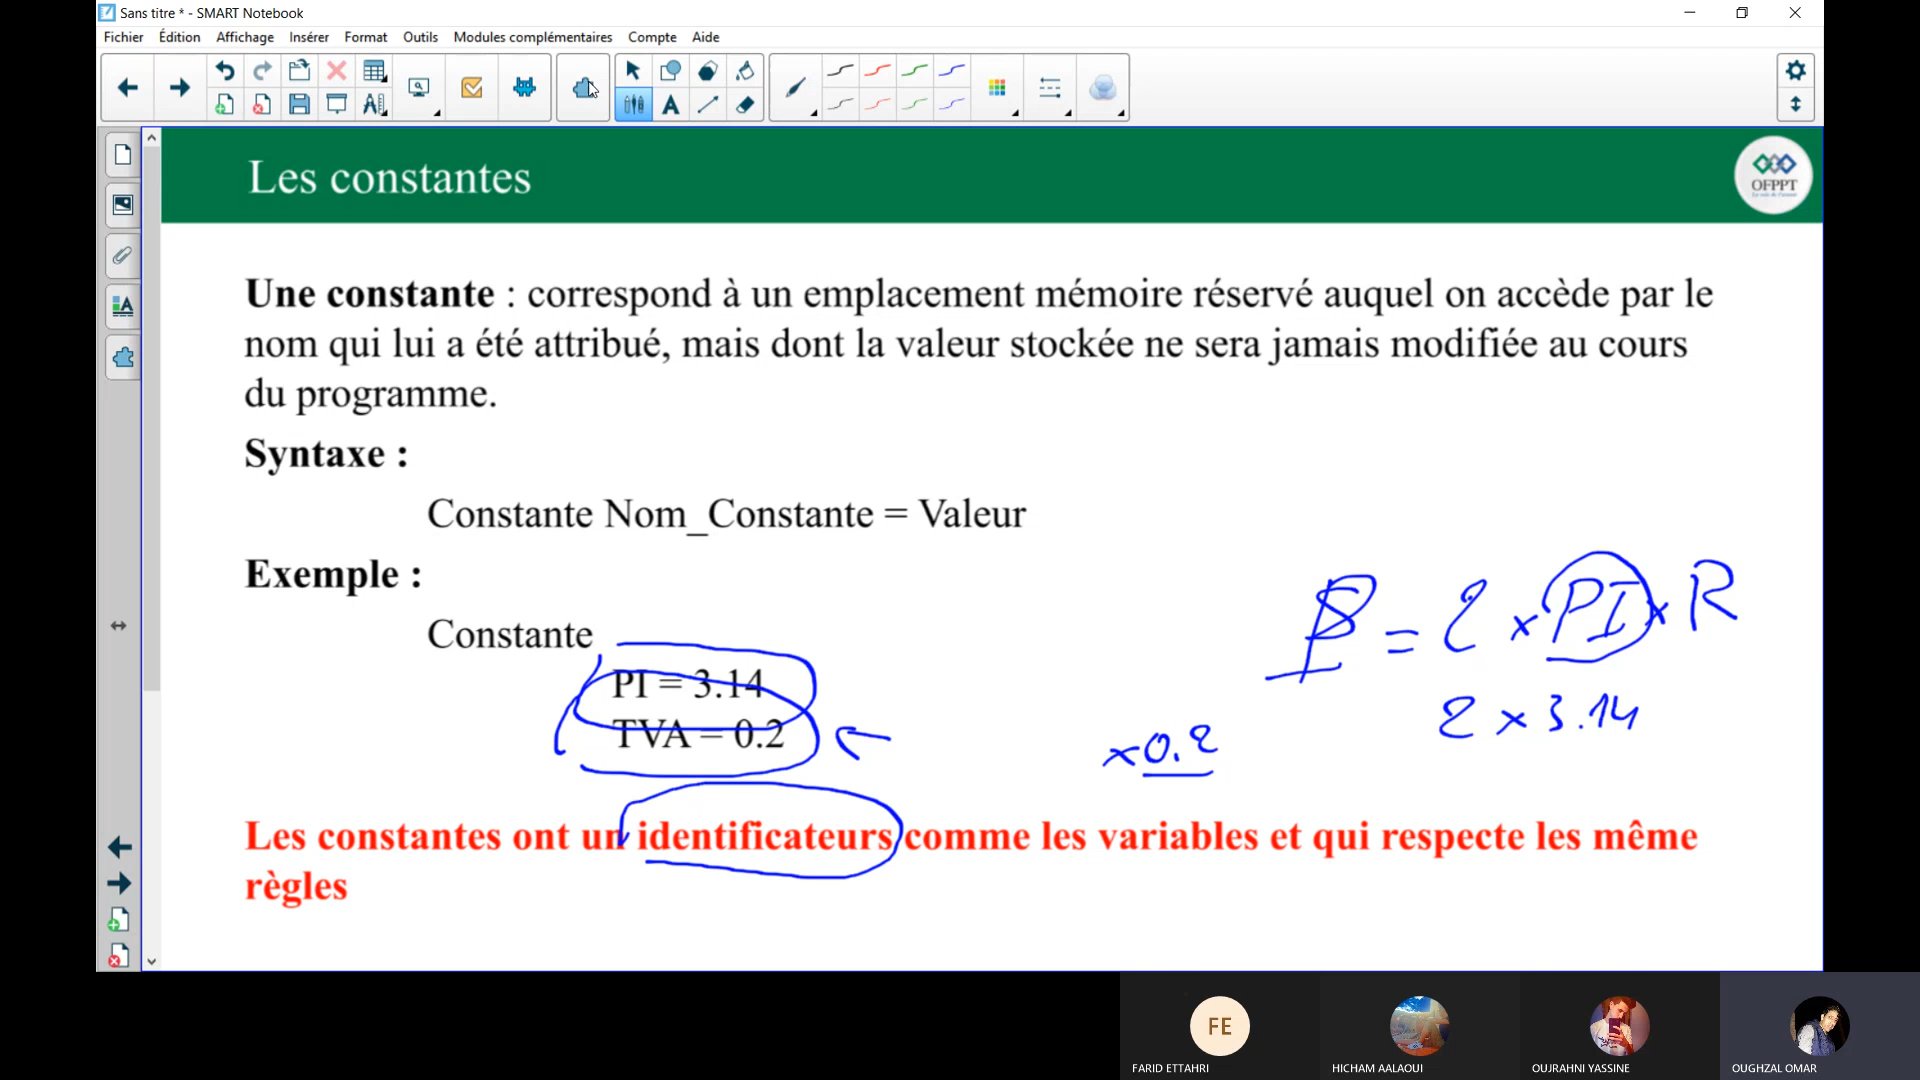 Sans titre * - SMART Notebook
Fichier Édition Affichage Insérer Format Outils Modules complémentaires Compte Aide
Les constantes
OFPPT
Une constante : correspond à un emplacement mémoire réservé auquel on accède par le
nom qui lui a été attribué, mais dont la valeur stockée ne sera jamais modifiée au cours
du programme.
Syntaxe :
Constante Nom_Constante = Valeur
Exemple :
Constante
PI = 3.14
TVA = 0.2
P = 2 x PI x R
2 x 3.14
x0.2
Les constantes ont un identificateurs comme les variables et qui respecte les même
règles
FE
FARID ETTAHRI
HICHAM AALAOUI
OUJRAHNI YASSINE
OUGHZAL OMAR